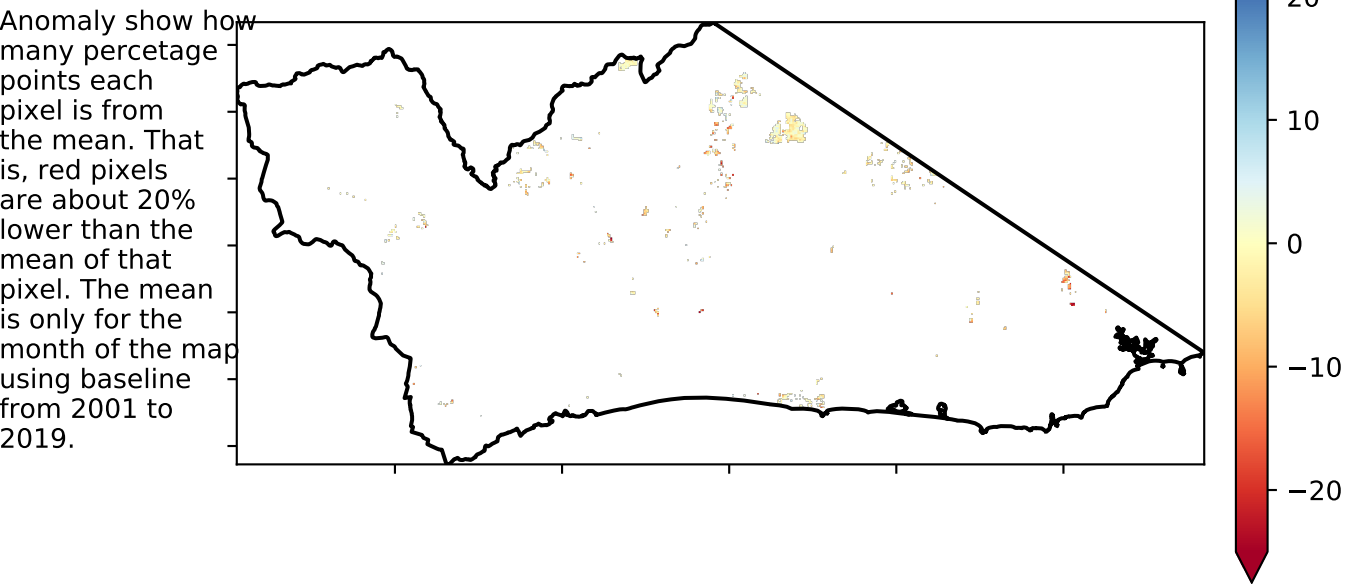 Anomaly show how
many percetage
points each
pixel is from
the mean. That
is, red pixels
are about 20%
lower than the
mean of that
pixel. The mean
is only for the
month of the map
using baseline
from 2001 to
2019.
20
10
0
−10
−20